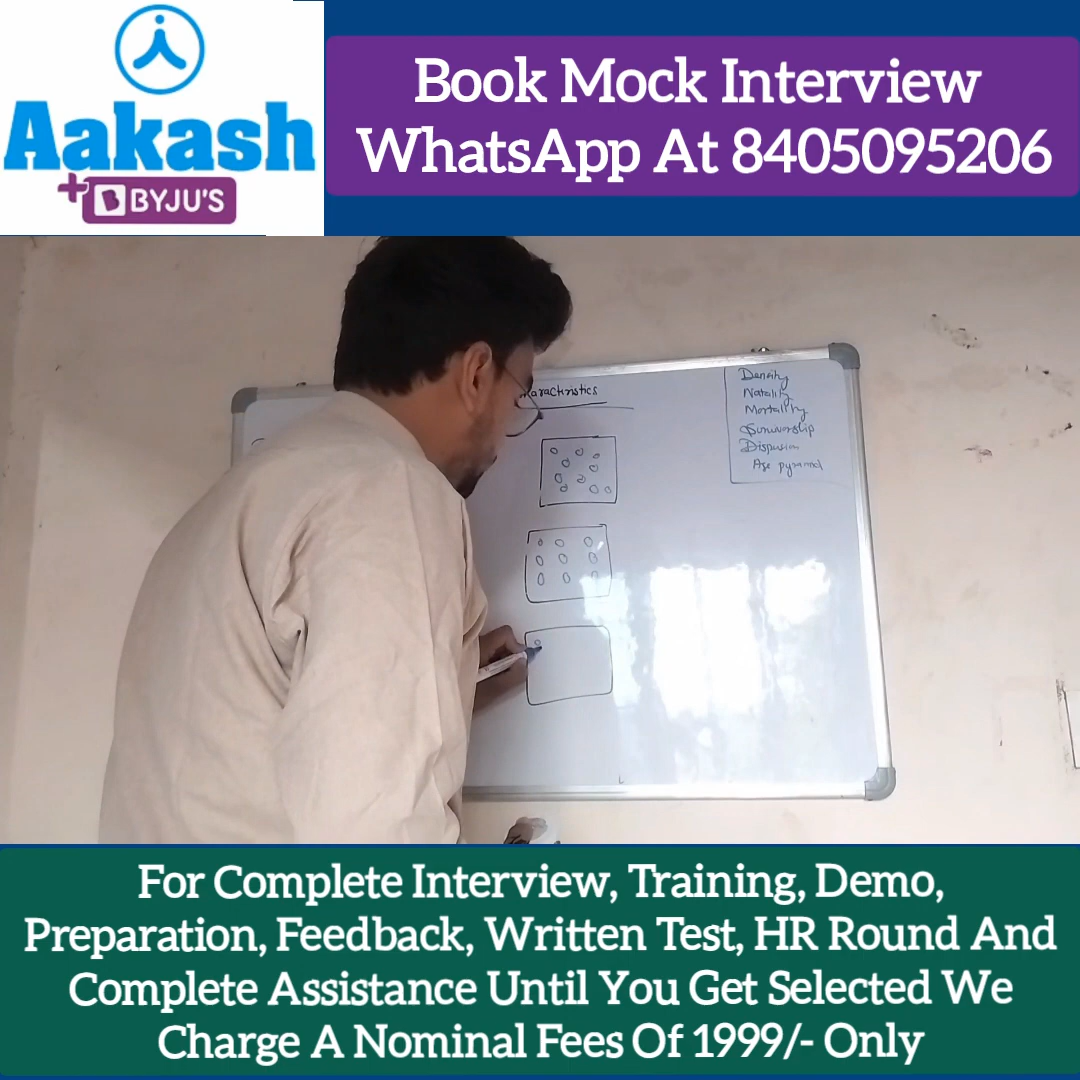 Aakash
+ BYJU'S
Book Mock Interview
WhatsApp At 8405095206
aracteristics
Density
Natality
Mortality
Survivorship
Age pyramid
For Complete Interview, Training, Demo,
Preparation, Feedback, Written Test, HR Round And
Complete Assistance Until You Get Selected We
Charge A Nominal Fees Of 1999/- Only